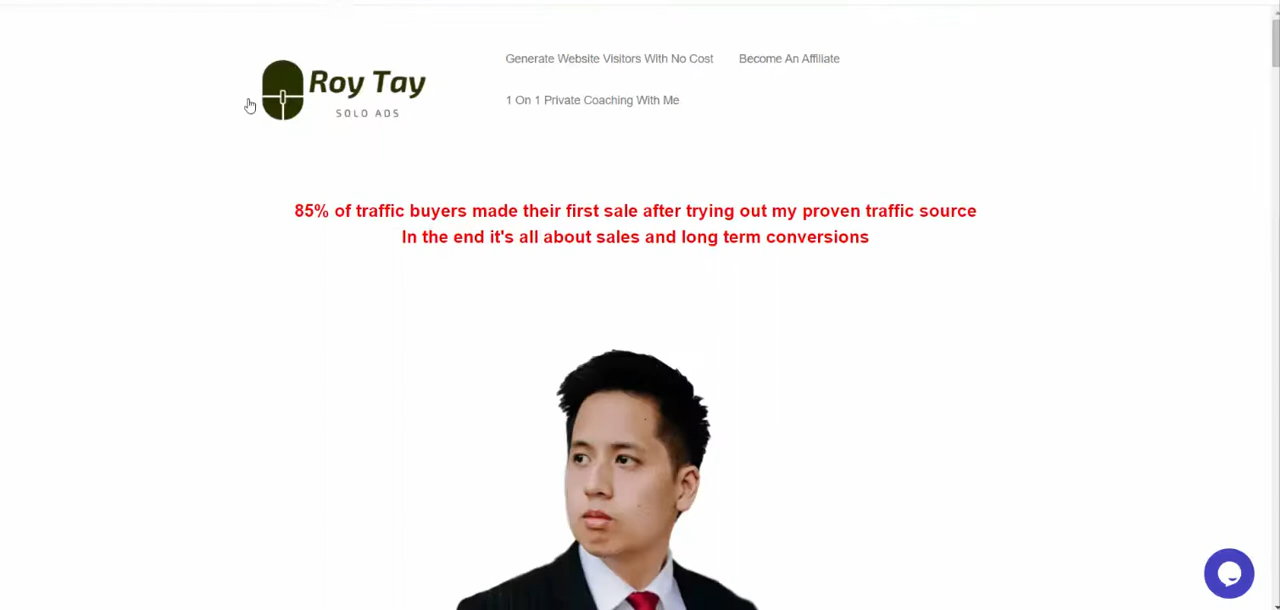 Roy Tay
SOLO ADS
Generate Website Visitors With No Cost
Become An Affiliate
1 On 1 Private Coaching With Me
85% of traffic buyers made their first sale after trying out my proven traffic source
In the end it's all about sales and long term conversions